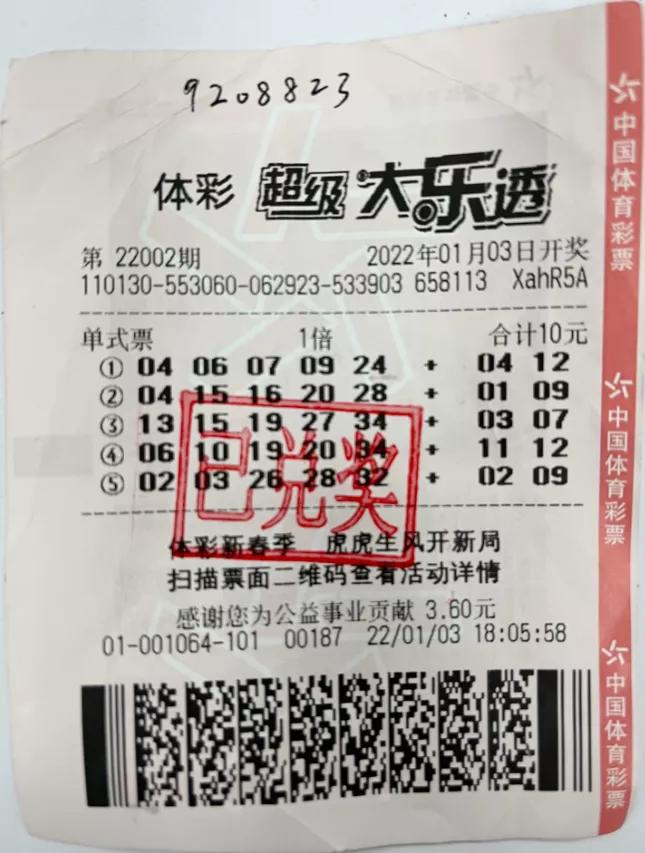 9208823
体彩 超级大乐透
第 22002期 2022年01月03日开奖
110130-553060-062923-533903 658113 XahR5A
单式票 1倍 合计10元
① 04 06 07 09 24 + 04 12
② 04 15 16 20 28 + 01 09
③ 13 15 19 27 34 + 03 07
④ 06 10 19 20 34 + 11 12
⑤ 02 03 26 28 32 + 02 09
已兑奖
体彩新春季 虎虎生风开新局
扫描票面二维码查看活动详情
感谢您为公益事业贡献 3.60元
01-001064-101 00187 22/01/03 18:05:58
中国体育彩票
中国体育彩票
中国体育彩票